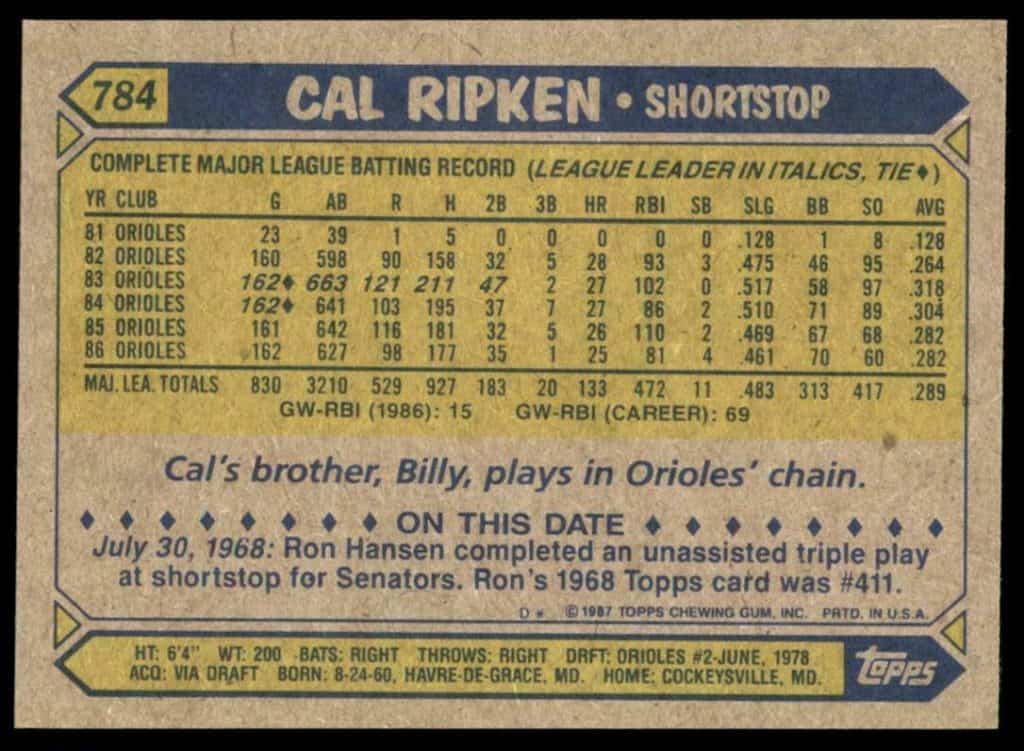 784 CAL RIPKEN • SHORTSTOP
COMPLETE MAJOR LEAGUE BATTING RECORD (LEAGUE LEADER IN ITALICS, TIE♦)
YR CLUB G AB R H 2B 3B HR RBI SB SLG BB SO AVG
81 ORIOLES 23 39 1 5 0 0 0 0 0 .128 1 8 .128
82 ORIOLES 160 598 90 158 32 5 28 93 3 .475 46 95 .264
83 ORIOLES 162♦ 663 121 211 47 2 27 102 0 .517 58 97 .318
84 ORIOLES 162♦ 641 103 195 37 7 27 86 2 .510 71 89 .304
85 ORIOLES 161 642 116 181 32 5 26 110 2 .469 67 68 .282
86 ORIOLES 162 627 98 177 35 1 25 81 4 .461 70 60 .282
MAJ. LEA. TOTALS 830 3210 529 927 183 20 133 472 11 .483 313 417 .289
GW-RBI (1986): 15 GW-RBI (CAREER): 69
Cal's brother, Billy, plays in Orioles' chain.
♦ ♦ ♦ ♦ ♦ ♦ ♦ ♦ ON THIS DATE ♦ ♦ ♦ ♦ ♦ ♦ ♦ ♦
July 30, 1968: Ron Hansen completed an unassisted triple play
at shortstop for Senators. Ron's 1968 Topps card was #411.
D* ©1987 TOPPS CHEWING GUM, INC. PRTD. IN U.S.A.
HT: 6'4" WT: 200 BATS: RIGHT THROWS: RIGHT DRFT: ORIOLES #2-JUNE, 1978
ACQ: VIA DRAFT BORN: 8-24-60, HAVRE-DE-GRACE, MD. HOME: COCKEYSVILLE, MD.
TOPPS